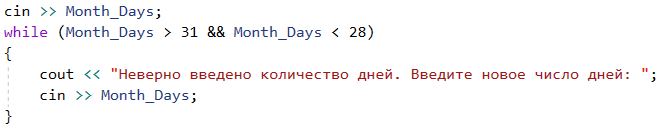 cin >> Month_Days;
while (Month_Days > 31 && Month_Days < 28)
{
cout << "Неверно введено количество дней. Введите новое число дней: ";
cin >> Month_Days;
}